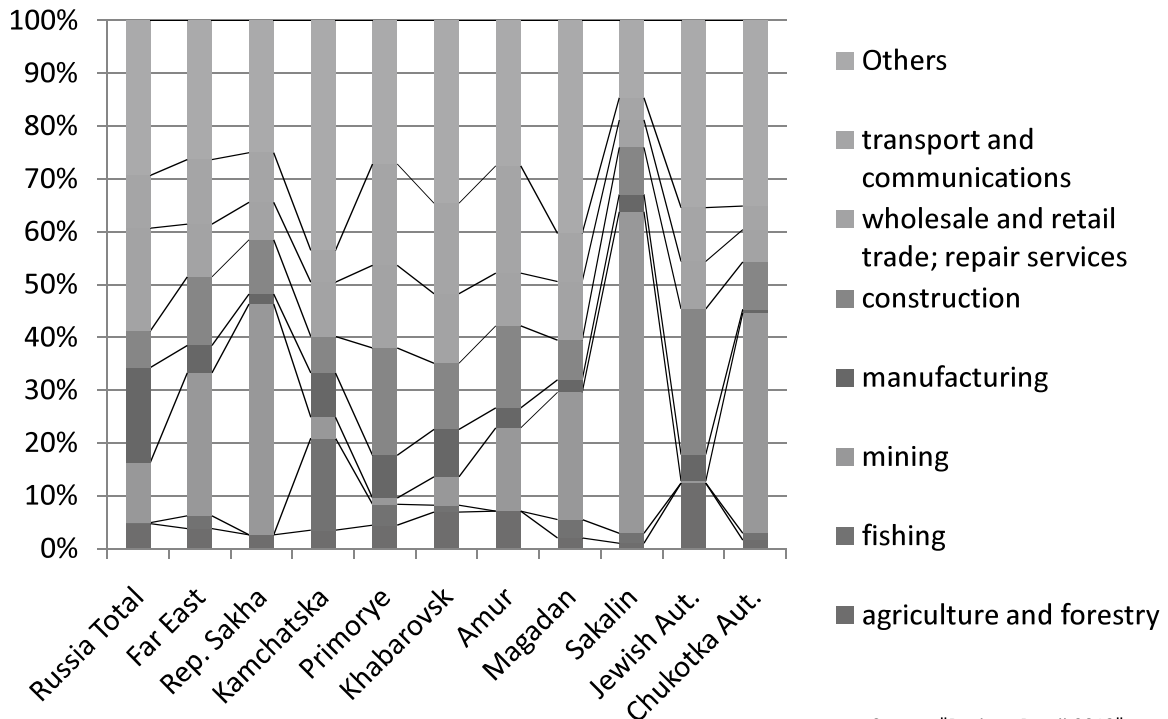 100%
90%
80%
70%
60%
50%
40%
30%
20%
10%
0%
Russia Total
Far East
Rep. Sakha
Kamchatska
Primorye
Khabarovsk
Amur
Magadan
Sakalin
Jewish Aut.
Chukotka Aut.
Others
transport and
communications
wholesale and retail
trade; repair services
construction
manufacturing
mining
fishing
agriculture and forestry